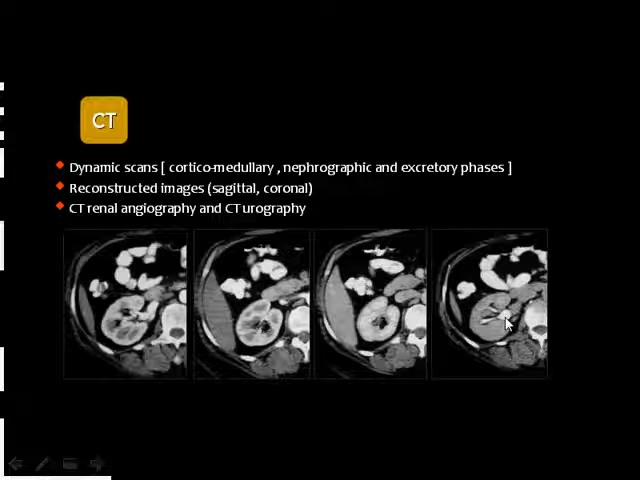 CT
Dynamic scans [ cortico-medullary , nephrographic and excretory phases ]
Reconstructed images (sagittal, coronal)
CT renal angiography and CT urography